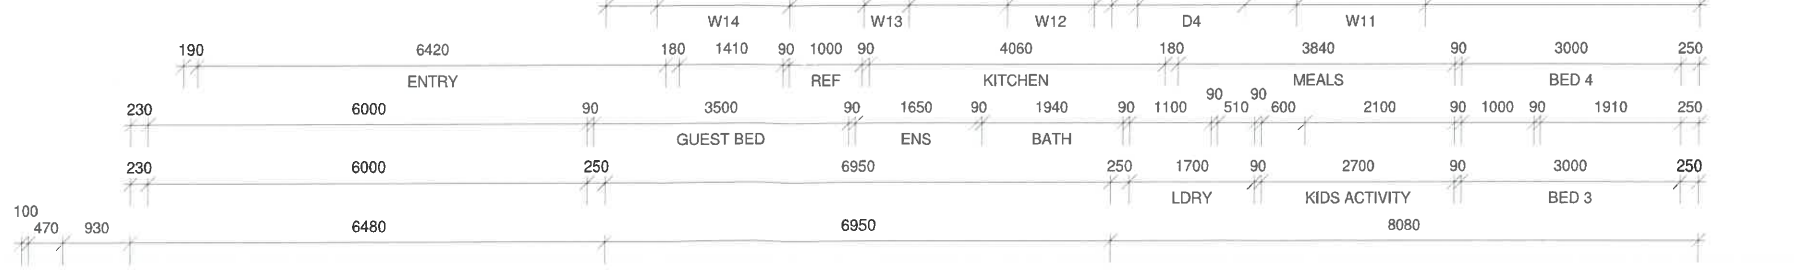 W14 W13 W12 D4 W11
190 6420 180 1410 90 1000 90 4060 180 3840 90 3000 250
ENTRY REF KITCHEN MEALS BED 4
230 6000 90 3500 90 1650 90 1940 90 1100 90 510 90 600 2100 90 1000 90 1910 250
GUEST BED ENS BATH
230 6000 250 6950 250 1700 90 2700 90 3000 250
LDRY KIDS ACTIVITY BED 3
100 470 930 6480 6950 8080